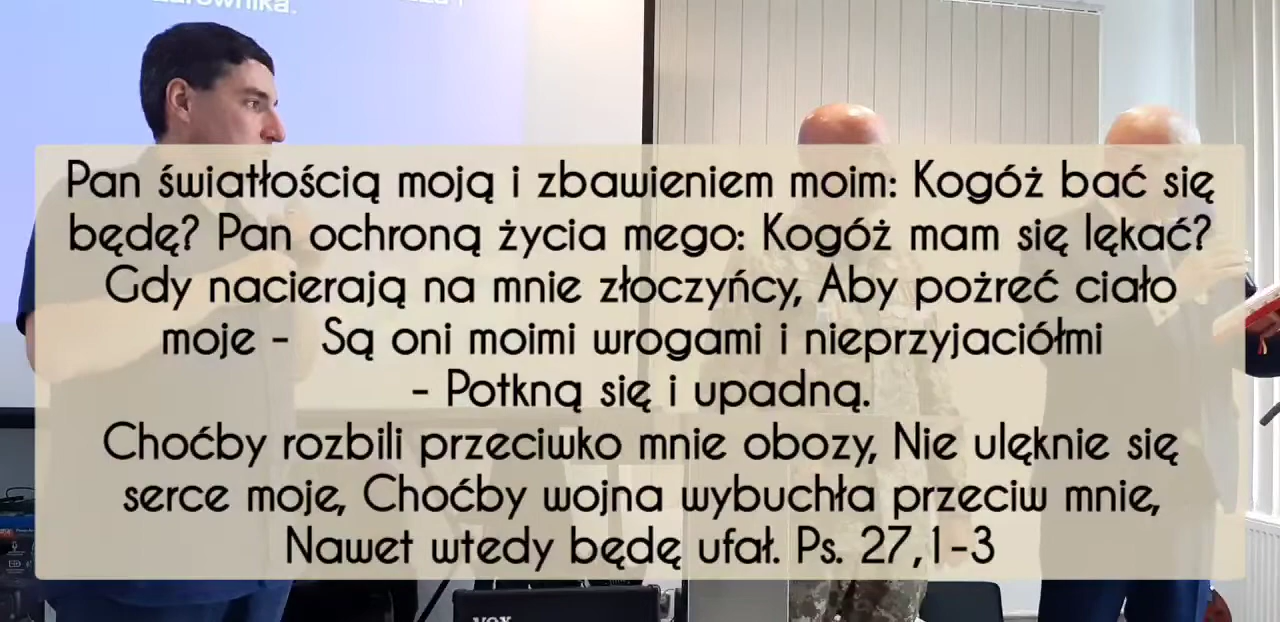 Pan światłością moją i zbawieniem moim: Kogóż bać się
będę? Pan ochroną życia mego: Kogóż mam się lękać?
Gdy nacierają na mnie złoczyńcy, Aby pożreć ciało
moje - Są oni moimi wrogami i nieprzyjaciółmi
- Potkną się i upadną.
Choćby rozbili przeciwko mnie obozy, Nie ulęknie się
serce moje, Choćby wojna wybuchła przeciw mnie,
Nawet wtedy będę ufał. Ps. 27,1-3
VOX